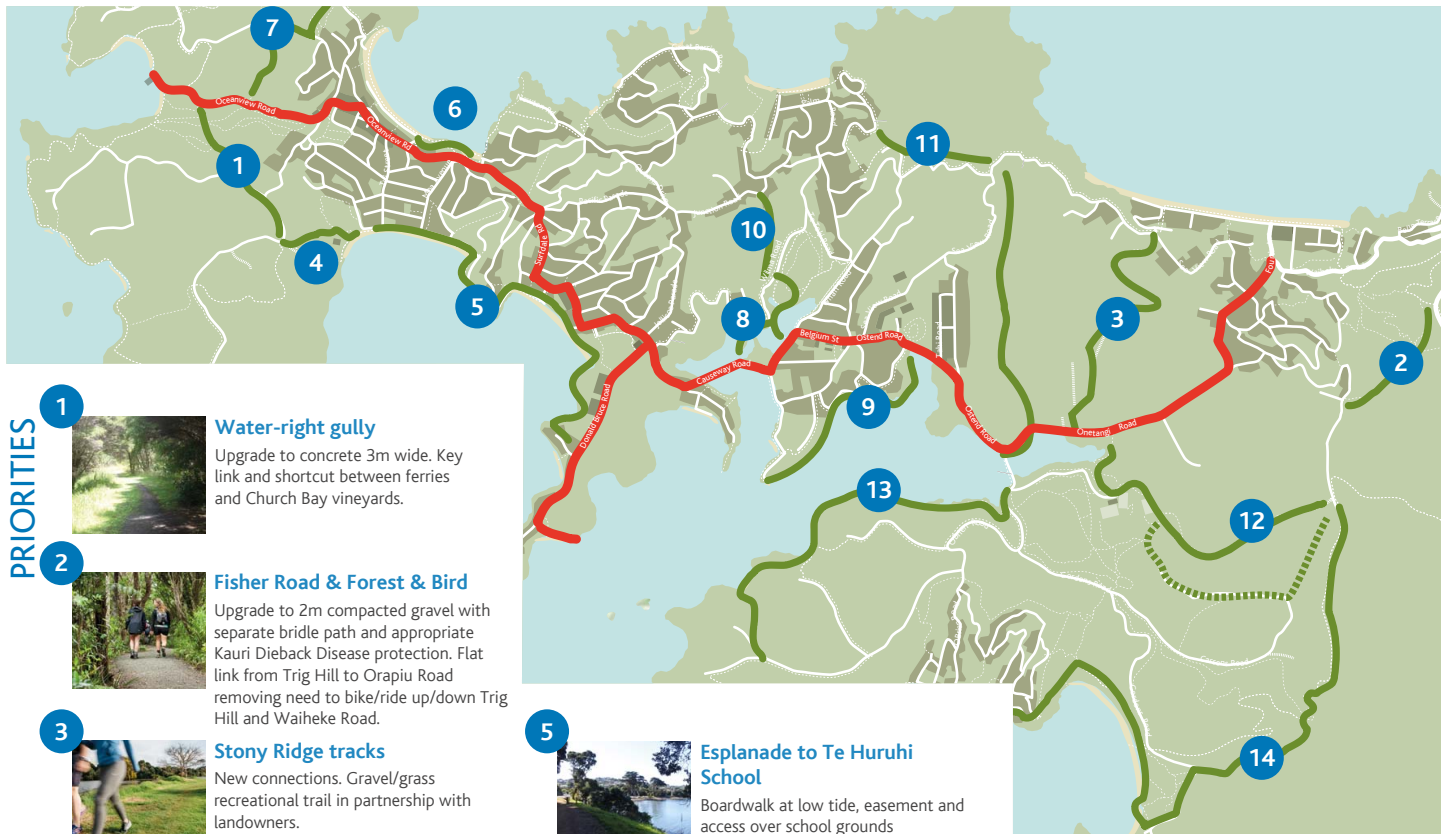 7
Oceanview Road
6
Oceanview Rd
11
1
10
4
Surfdale Rd
5
8
3
Belgium St
Ostend Road
2
Causeway Road
Donald Bruce Road
9
Ostend Road
Onetangi Road
13
12
14
PRIORITIES
1
Water-right gully
Upgrade to concrete 3m wide. Key
link and shortcut between ferries
and Church Bay vineyards.
2
Fisher Road & Forest & Bird
Upgrade to 2m compacted gravel with
separate bridle path and appropriate
Kauri Dieback Disease protection. Flat
link from Trig Hill to Orapiu Road
removing need to bike/ride up/down Trig
Hill and Waiheke Road.
3
Stony Ridge tracks
New connections. Gravel/grass
recreational trail in partnership with
landowners.
5
Esplanade to Te Huruhi
School
Boardwalk at low tide, easement and
access over school grounds